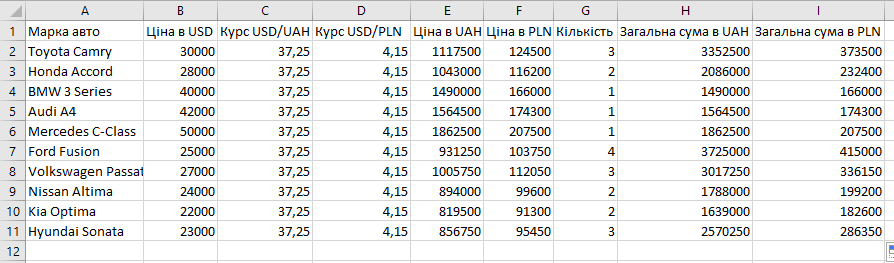 A B C D E F G H I
1 Марка авто Ціна в USD Курс USD/UAH Курс USD/PLN Ціна в UAH Ціна в PLN Кількість Загальна сума в UAH Загальна сума в PLN
2 Toyota Camry 30000 37,25 4,15 1117500 124500 3 3352500 373500
3 Honda Accord 28000 37,25 4,15 1043000 116200 2 2086000 232400
4 BMW 3 Series 40000 37,25 4,15 1490000 166000 1 1490000 166000
5 Audi A4 42000 37,25 4,15 1564500 174300 1 1564500 174300
6 Mercedes C-Class 50000 37,25 4,15 1862500 207500 1 1862500 207500
7 Ford Fusion 25000 37,25 4,15 931250 103750 4 3725000 415000
8 Volkswagen Passat 27000 37,25 4,15 1005750 112050 3 3017250 336150
9 Nissan Altima 24000 37,25 4,15 894000 99600 2 1788000 199200
10 Kia Optima 22000 37,25 4,15 819500 91300 2 1639000 182600
11 Hyundai Sonata 23000 37,25 4,15 856750 95450 3 2570250 286350
12